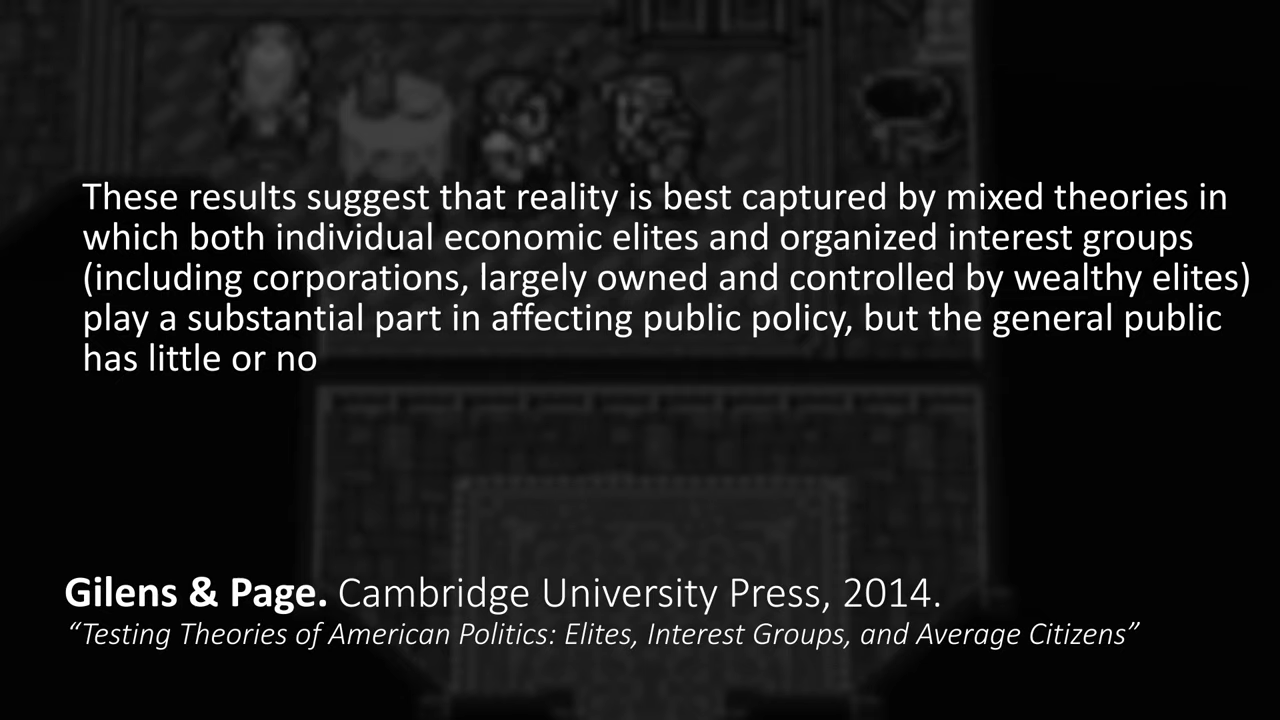 These results suggest that reality is best captured by mixed theories in
which both individual economic elites and organized interest groups
(including corporations, largely owned and controlled by wealthy elites)
play a substantial part in affecting public policy, but the general public
has little or no
Gilens & Page. Cambridge University Press, 2014.
“Testing Theories of American Politics: Elites, Interest Groups, and Average Citizens”